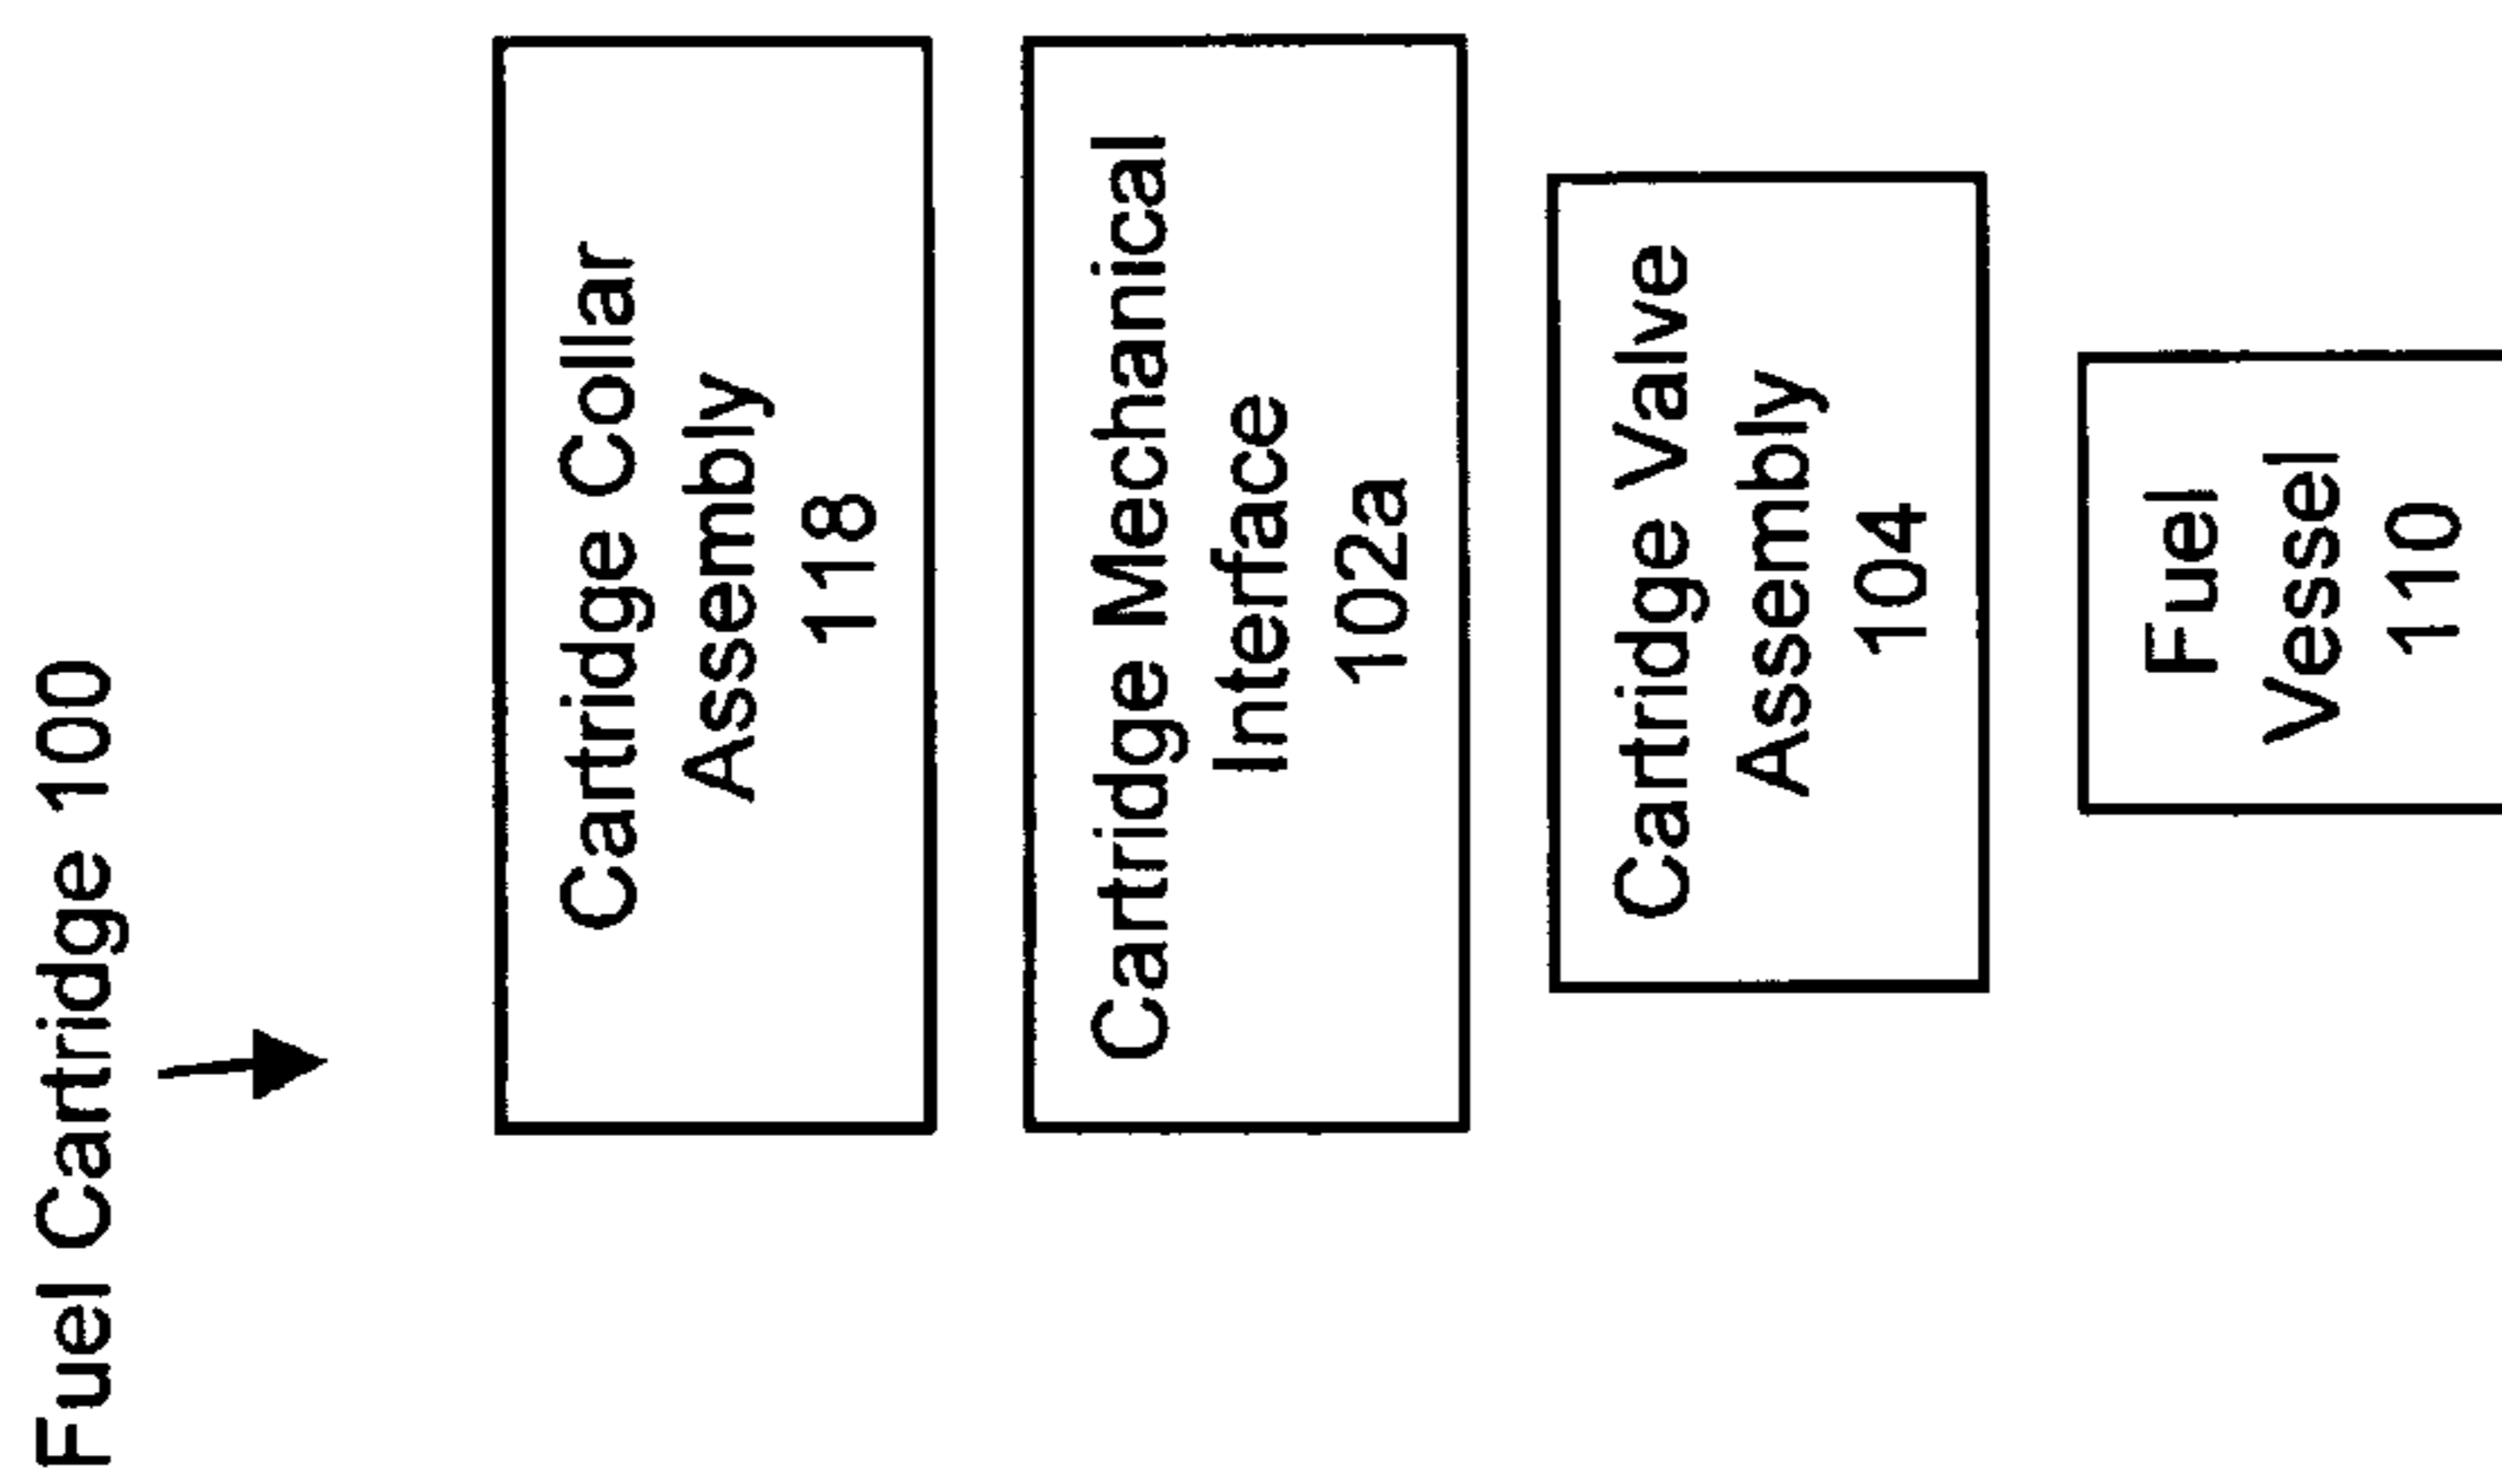 Fuel Cartridge 100
Cartridge Collar
Assembly
118
Cartridge Mechanical
Interface
102a
Cartridge Valve
Assembly
104
Fuel
Vessel
110